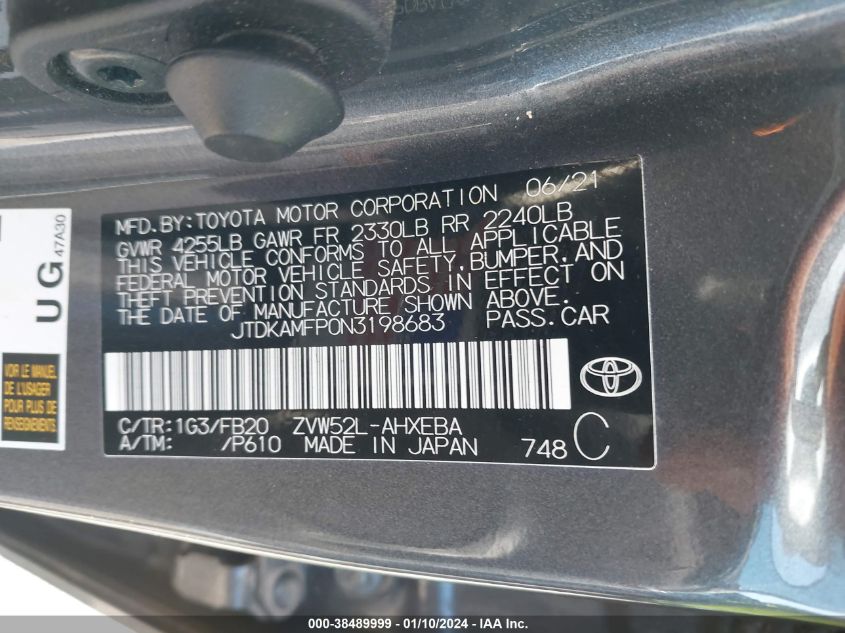 MFD.BY:TOYOTA MOTOR CORPORATION 06/21
GVWR 4255LB GAWR FR 2330LB RR 2240LB
THIS VEHICLE CONFORMS TO ALL APPLICABLE
FEDERAL MOTOR VEHICLE SAFETY,BUMPER,AND
THEFT PREVENTION STANDARDS IN EFFECT ON
THE DATE OF MANUFACTURE SHOWN ABOVE.
JTDKAMFP0N3198683 PASS.CAR
C/TR:1G3/FB20 ZVW52L-AHXEBA
A/TM: /P610 MADE IN JAPAN 748 C
UG 47A30
VOIR LE MANUEL
DE L'USAGER
POUR PLUS DE
RENSEIGNEMENTS
000-38489999 - 01/10/2024 - IAA Inc.